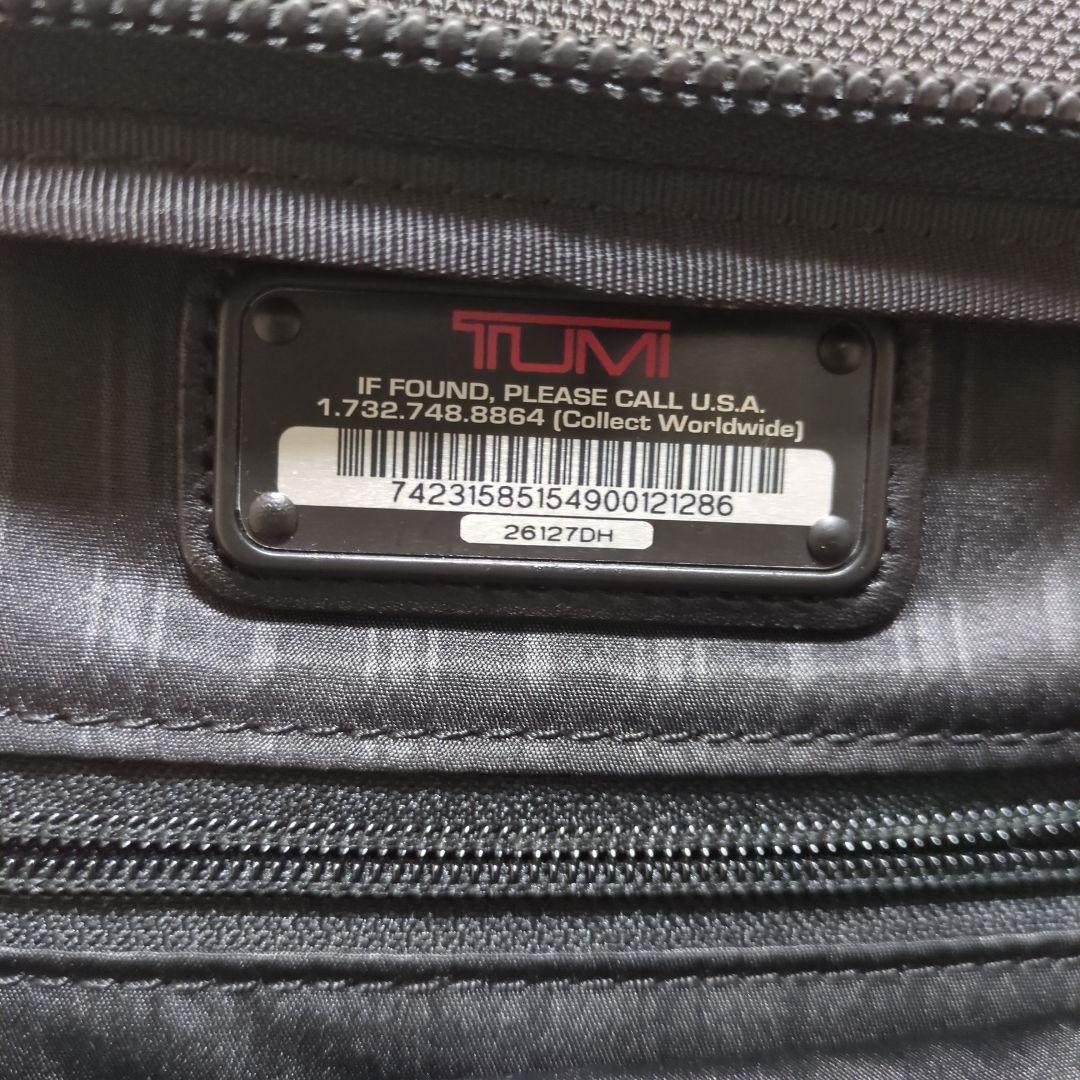 TUMI
IF FOUND, PLEASE CALL U.S.A.
1.732.748.8864 (Collect Worldwide)
74231585154900121286
26127DH